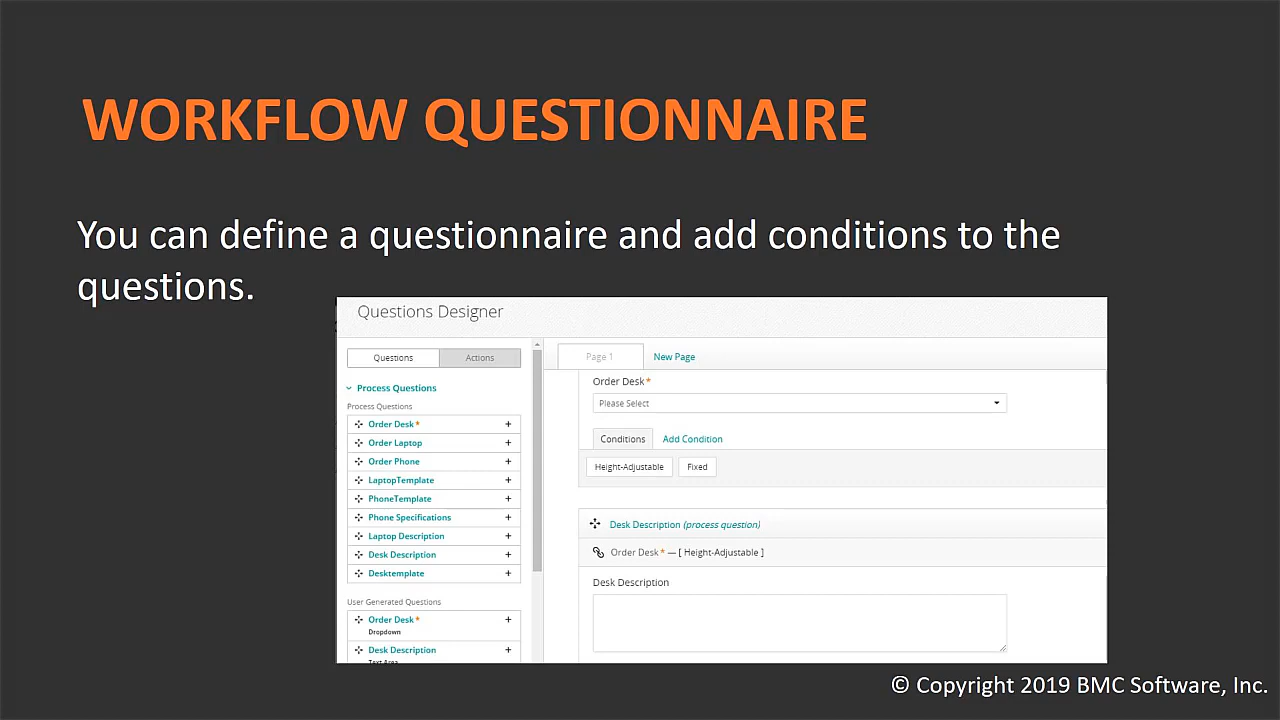 WORKFLOW QUESTIONNAIRE
You can define a questionnaire and add conditions to the
questions.
Questions Designer
Questions
Actions
Process Questions
Process Questions
Order Desk*
Order Laptop
Order Phone
LaptopTemplate
PhoneTemplate
Phone Specifications
Laptop Description
Desk Description
Desktemplate
User Generated Questions
Order Desk*
Dropdown
Desk Description
Text Area
Page 1
New Page
Order Desk*
Please Select
Conditions
Add Condition
Height-Adjustable
Fixed
Desk Description (process question)
Order Desk* — [ Height-Adjustable ]
Desk Description
© Copyright 2019 BMC Software, Inc.